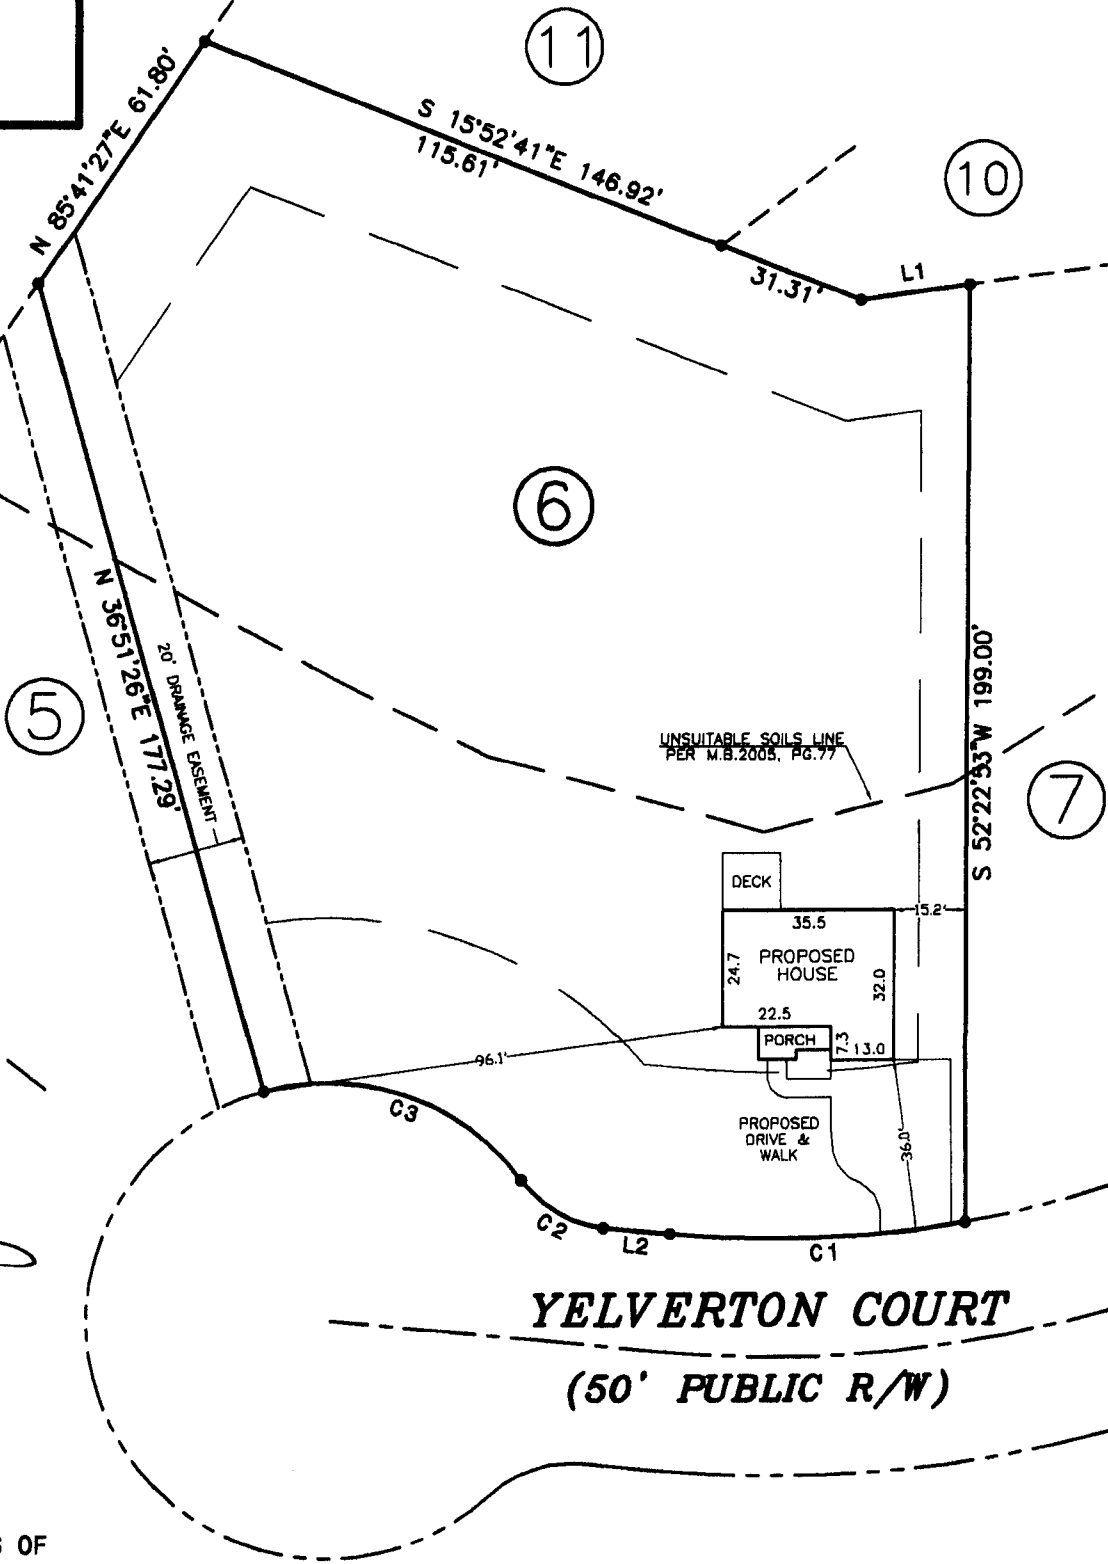 11
N 85°41'27"E 61.80'
S 15°52'41"E 146.92'
115.61'
10
31.31'
L1
6
N 36°51'26"E 177.29'
20' DRAINAGE EASEMENT
5
S 52°22'53"W 199.00'
UNSUITABLE SOILS LINE
PER M.B.2005, PG.77
7
DECK
15.2'
35.5
24.7
PROPOSED
HOUSE
32.0
22.5
PORCH
7.3
13.0
96.1'
C3
PROPOSED
DRIVE &
WALK
36.0'
C2
L2
C1
YELVERTON COURT
(50' PUBLIC R/W)
OF